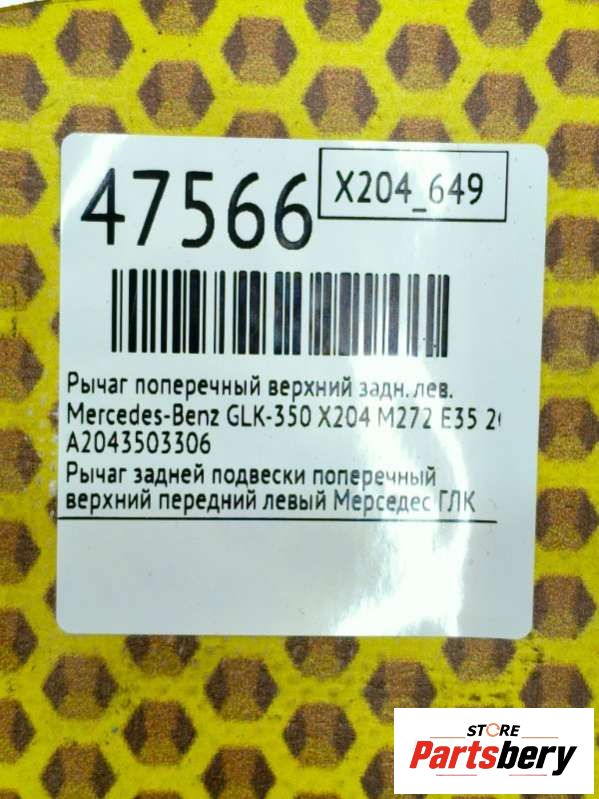 47566
X204_649
Рычаг поперечный верхний задн. лев.
Mercedes-Benz GLK-350 X204 M272 E35
A2043503306
Рычаг задней подвески поперечный
верхний передний левый Мерседес ГЛК
STORE
Partsbery